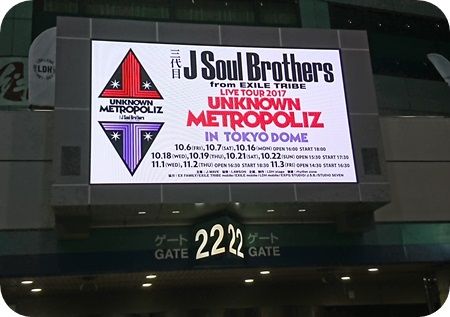 三代目
J Soul Brothers
from EXILE TRIBE
LIVE TOUR 2017
UNKNOWN
METROPOLIZ
IN TOKYO DOME
UNKNOWN
METROPOLIZ
J Soul Brothers
10.6(FRI), 10.7(SAT), 10.16(MON) OPEN 16:00 START 18:00
10.18(WED), 10.19(THU), 10.21(SAT), 10.22(SUN) OPEN 15:30 START 17:30
11.1(WED), 11.2(THU) OPEN 16:30 START 18:30 11.3(FRI) OPEN 14:30 START
LDH
ゲート
GATE
22
22
ゲート
GATE